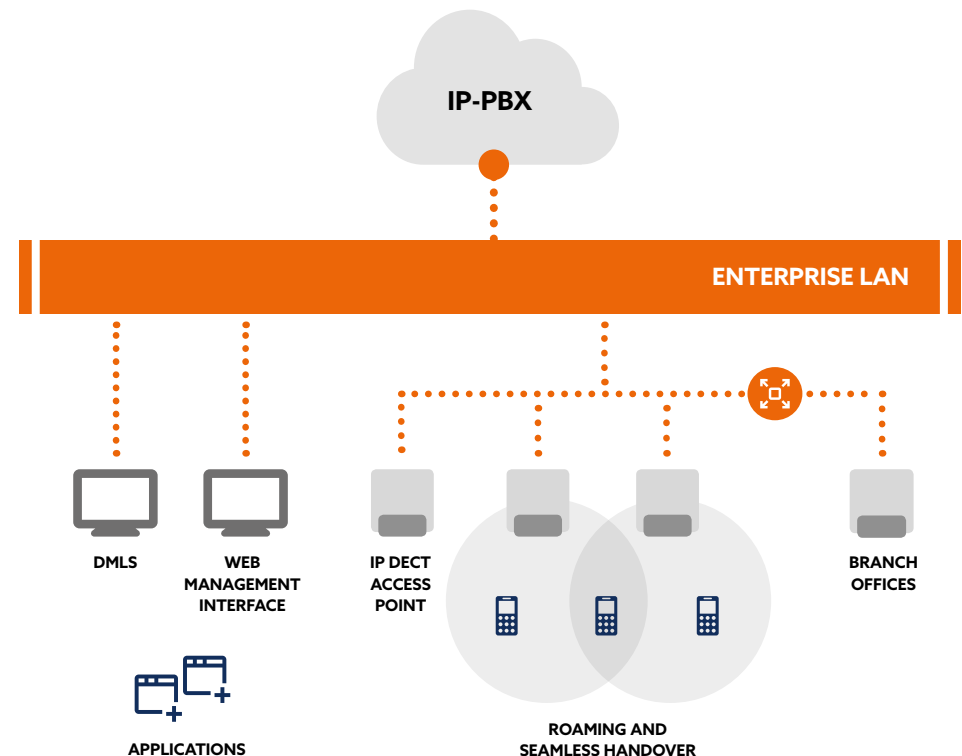 IP-PBX
ENTERPRISE LAN
DMLS
WEB
MANAGEMENT
INTERFACE
IP DECT
ACCESS
POINT
BRANCH
OFFICES
APPLICATIONS
ROAMING AND
SEAMLESS HANDOVER